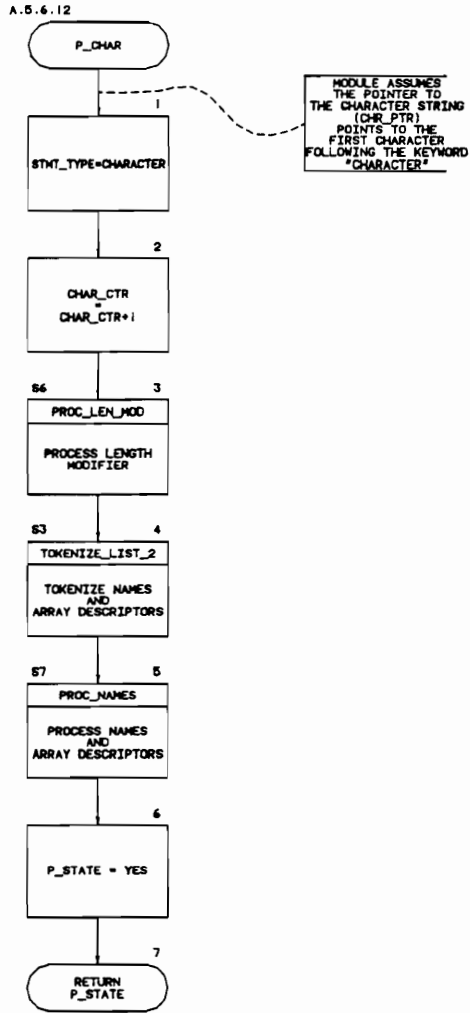 A.5.6.12
P_CHAR
1
MODULE ASSUMES
THE POINTER TO
THE CHARACTER STRING
(CHR_PTR)
POINTS TO THE
FIRST CHARACTER
FOLLOWING THE KEYWORD
"CHARACTER"
STMT_TYPE=CHARACTER
2
CHAR_CTR
=
CHAR_CTR+1
S6 3
PROC_LEN_MOD
PROCESS LENGTH
MODIFIER
S3 4
TOKENIZE_LIST_2
TOKENIZE NAMES
AND
ARRAY DESCRIPTORS
S7 5
PROC_NAMES
PROCESS NAMES
AND
ARRAY DESCRIPTORS
6
P_STATE = YES
7
RETURN
P_STATE